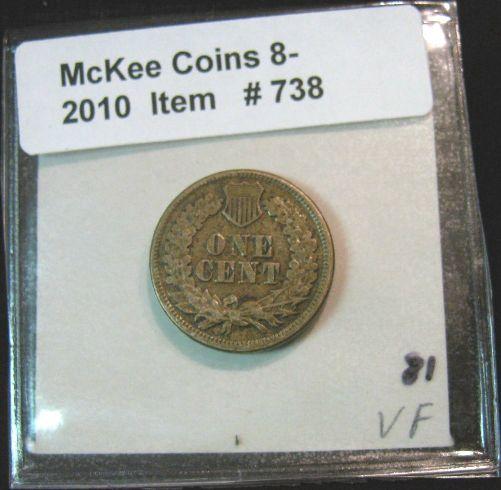 McKee Coins 8-
2010 Item # 738
ONE
CENT
81
VF